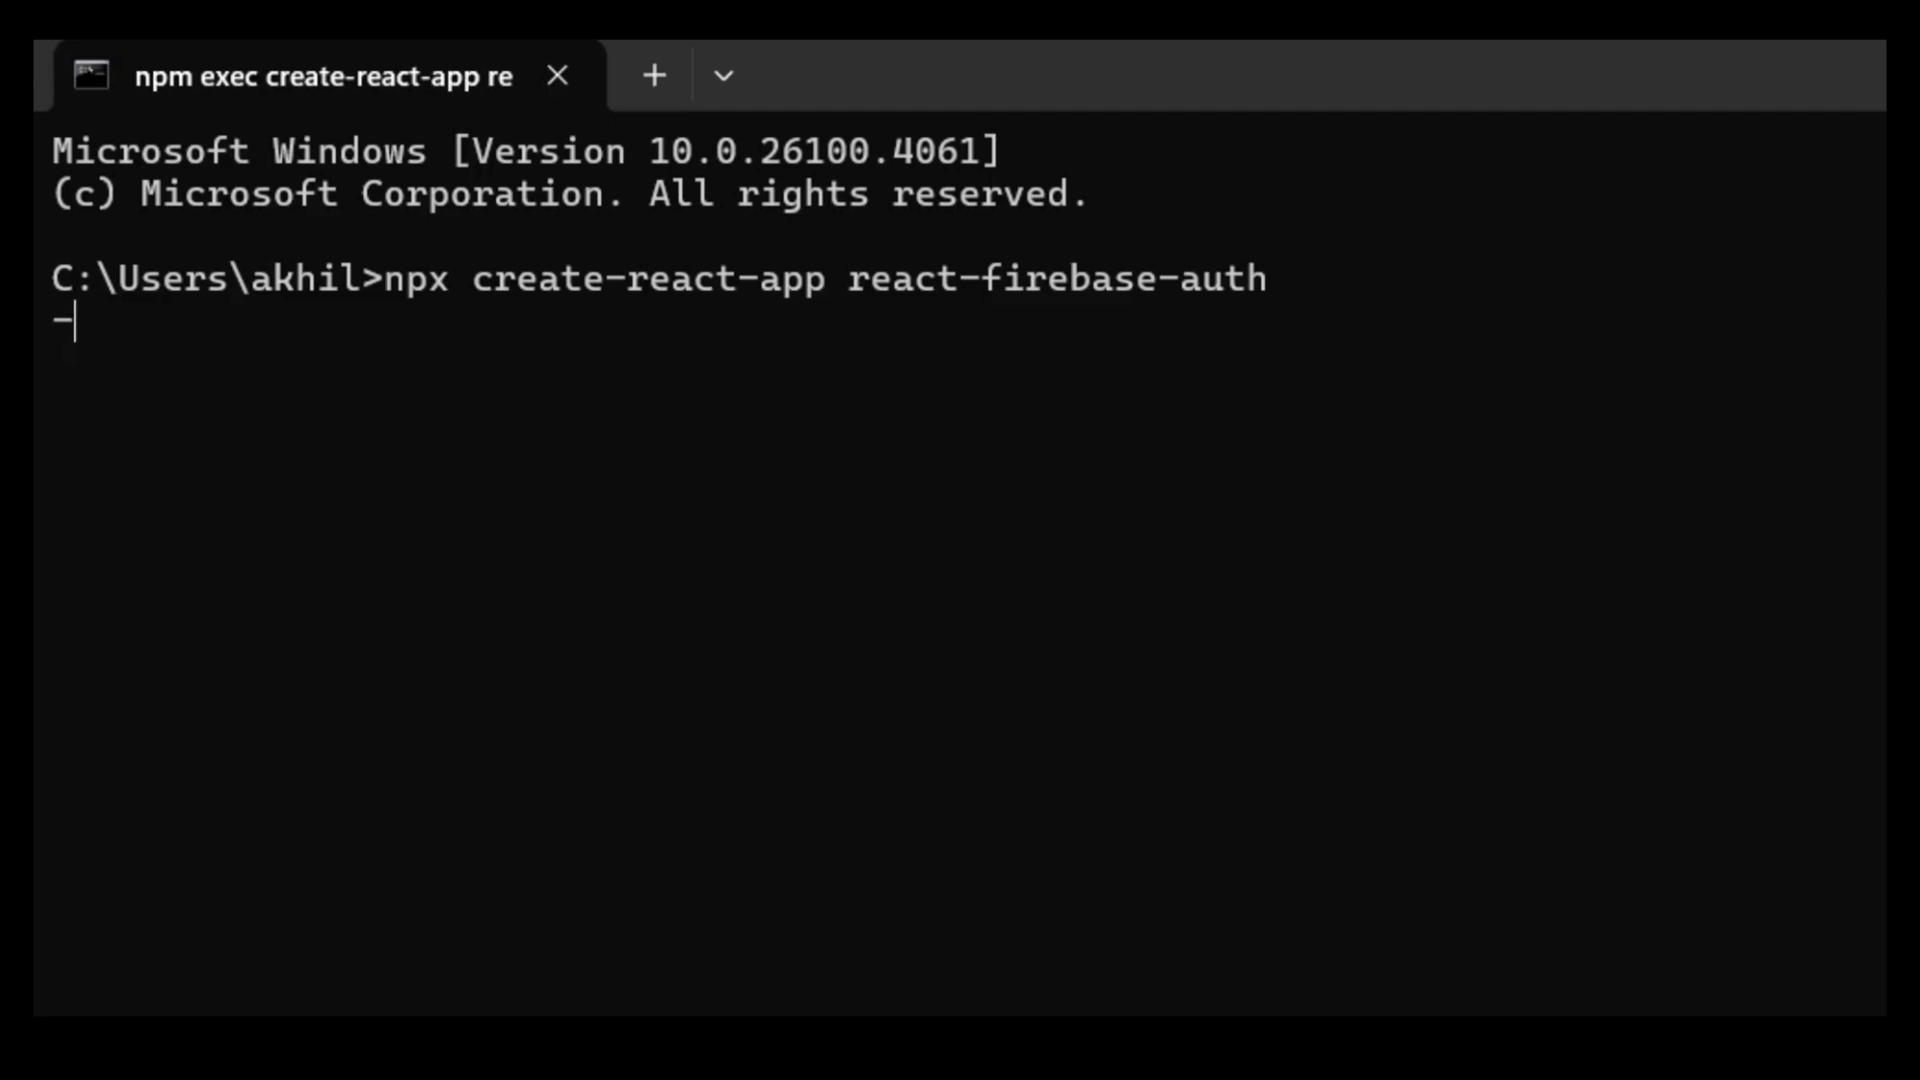 npm exec create-react-app re
Microsoft Windows [Version 10.0.26100.4061]
(c) Microsoft Corporation. All rights reserved.
C:\Users\akhil>npx create-react-app react-firebase-auth
-